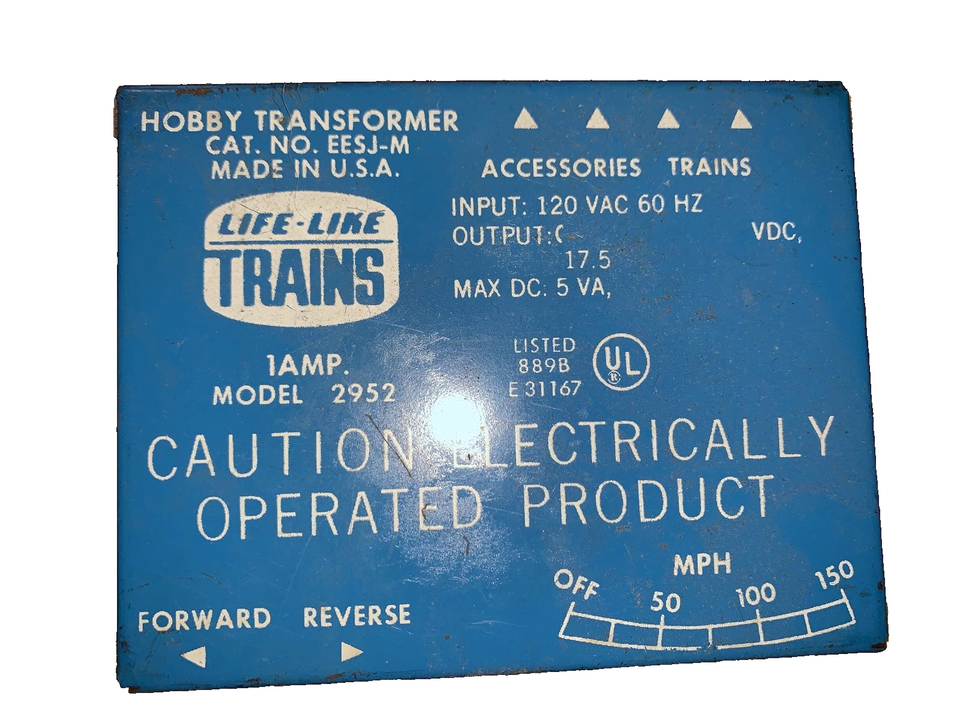 HOBBY TRANSFORMER
CAT. NO. EESJ-M
MADE IN U.S.A.
LIFE-LIKE
TRAINS
ACCESSORIES TRAINS
INPUT: 120 VAC 60 HZ
OUTPUT: VDC,
17.5
MAX DC: 5 VA,
1AMP.
MODEL 2952
LISTED
889B
E 31167
UL
®
CAUTION ELECTRICALLY
OPERATED PRODUCT
FORWARD REVERSE
MPH
OFF 50 100 150